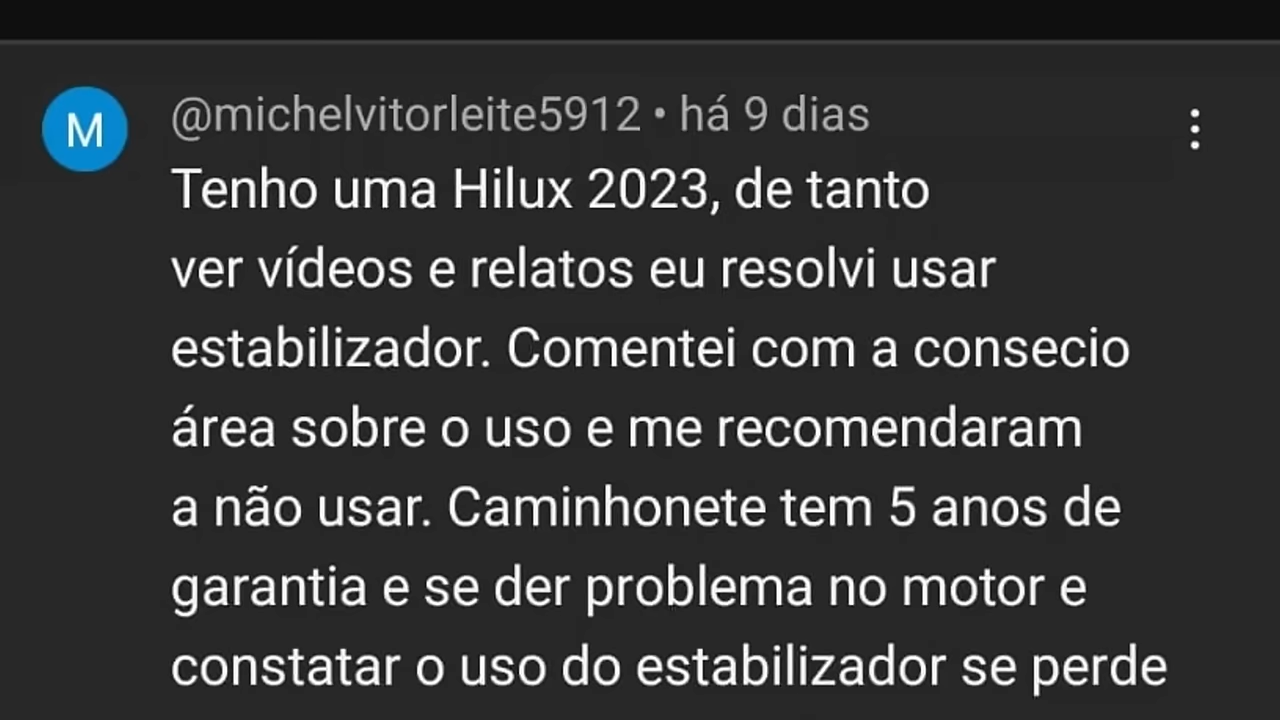 M
@michelvitorleite5912 • há 9 dias
Tenho uma Hilux 2023, de tanto
ver vídeos e relatos eu resolvi usar
estabilizador. Comentei com a consecio
área sobre o uso e me recomendaram
a não usar. Caminhonete tem 5 anos de
garantia e se der problema no motor e
constatar o uso do estabilizador se perde